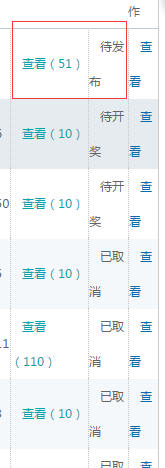 作
查看（51） 待发 查
布 看
查看（10） 待开 查
奖 看
查看（10） 待开 查
50 奖 看
查看（10） 已取 查
消 看
查看 已取 查
11
（110） 消 看
查看（10） 已取 查
消 看